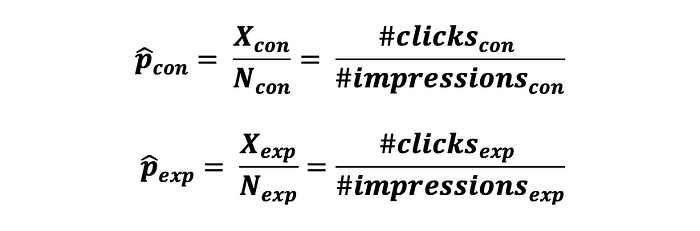 p̂_con = X_con / N_con = #clicks_con / #impressions_con
p̂_exp = X_exp / N_exp = #clicks_exp / #impressions_exp